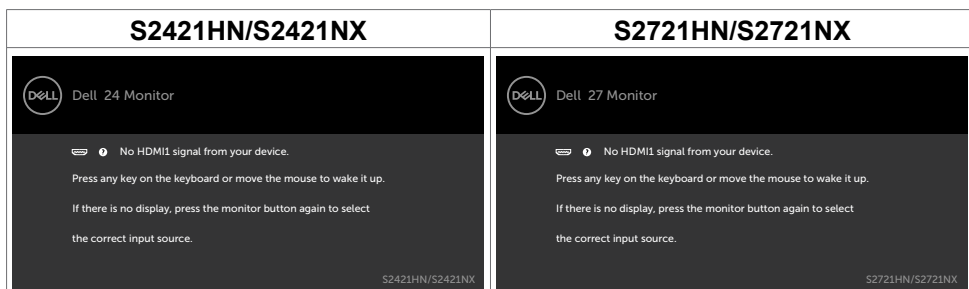 S2421HN/S2421NX
S2721HN/S2721NX
DELL
Dell 24 Monitor
No HDMI1 signal from your device.
Press any key on the keyboard or move the mouse to wake it up.
If there is no display, press the monitor button again to select
the correct input source.
S2421HN/S2421NX
DELL
Dell 27 Monitor
No HDMI1 signal from your device.
Press any key on the keyboard or move the mouse to wake it up.
If there is no display, press the monitor button again to select
the correct input source.
S2721HN/S2721NX